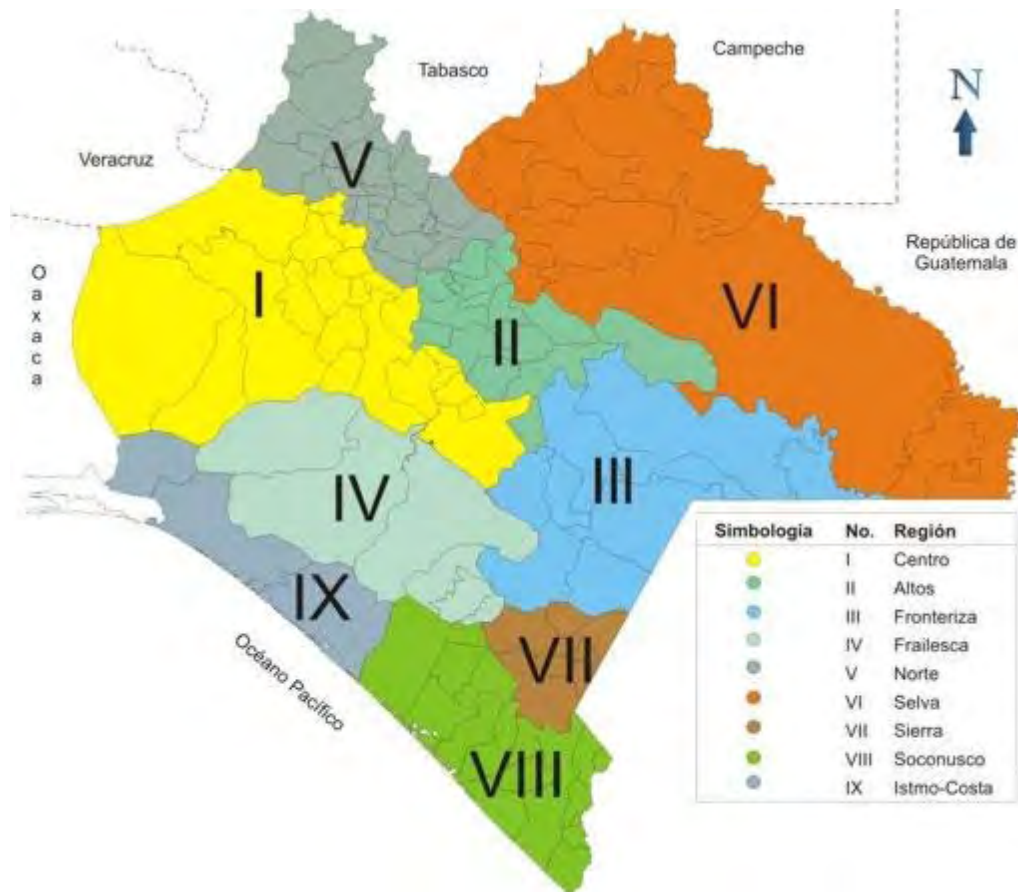 Campeche
Tabasco
N
Veracruz
V
República de
Guatemala
Oaxaca
I
VI
II
III
IV
Simbología No. Región
I Centro
II Altos
III Fronteriza
IV Frailesca
V Norte
VI Selva
VII Sierra
VIII Soconusco
IX Istmo-Costa
IX
VII
Océano Pacífico
VIII